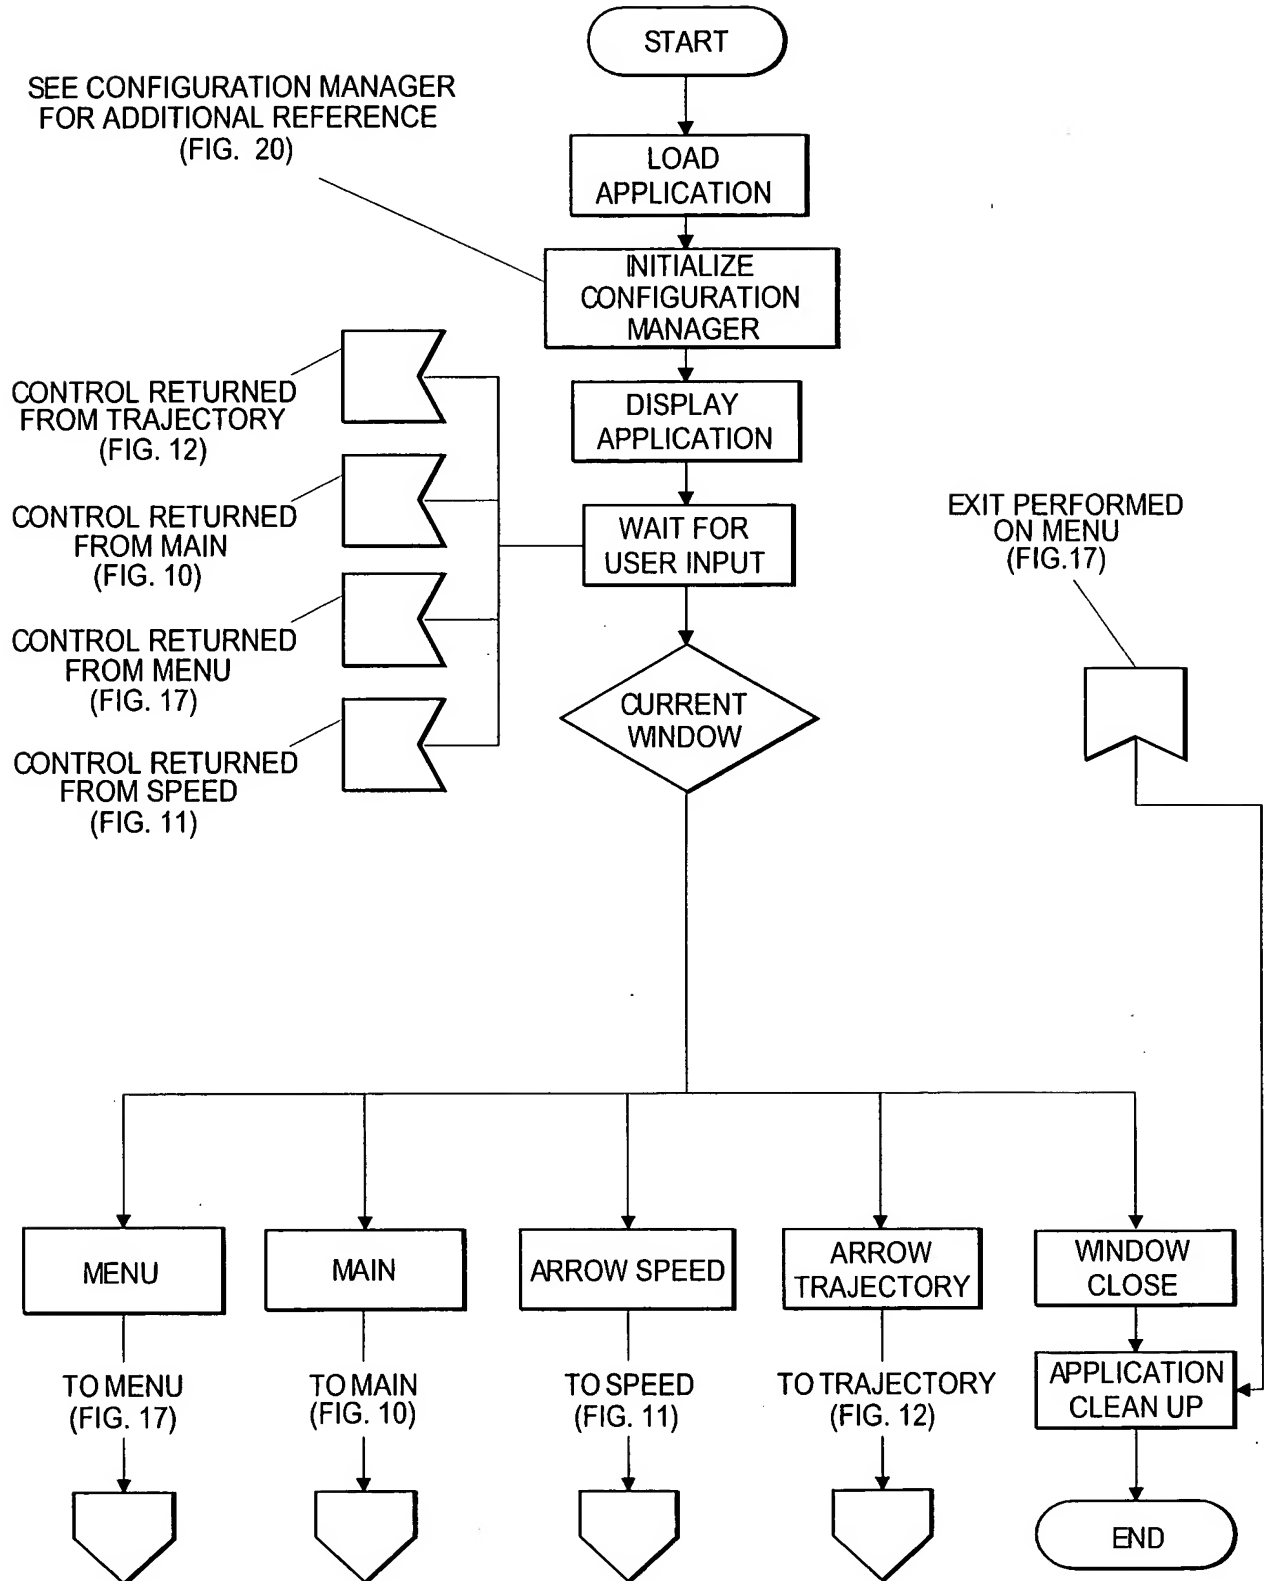 START
SEE CONFIGURATION MANAGER
FOR ADDITIONAL REFERENCE
(FIG. 20)
LOAD
APPLICATION
INITIALIZE
CONFIGURATION
MANAGER
CONTROL RETURNED
FROM TRAJECTORY
(FIG. 12)
DISPLAY
APPLICATION
CONTROL RETURNED
FROM MAIN
(FIG. 10)
WAIT FOR
USER INPUT
EXIT PERFORMED
ON MENU
(FIG.17)
CONTROL RETURNED
FROM MENU
(FIG. 17)
CURRENT
WINDOW
CONTROL RETURNED
FROM SPEED
(FIG. 11)
MENU
MAIN
ARROW SPEED
ARROW
TRAJECTORY
WINDOW
CLOSE
TO MENU
(FIG. 17)
TO MAIN
(FIG. 10)
TO SPEED
(FIG. 11)
TO TRAJECTORY
(FIG. 12)
APPLICATION
CLEAN UP
END